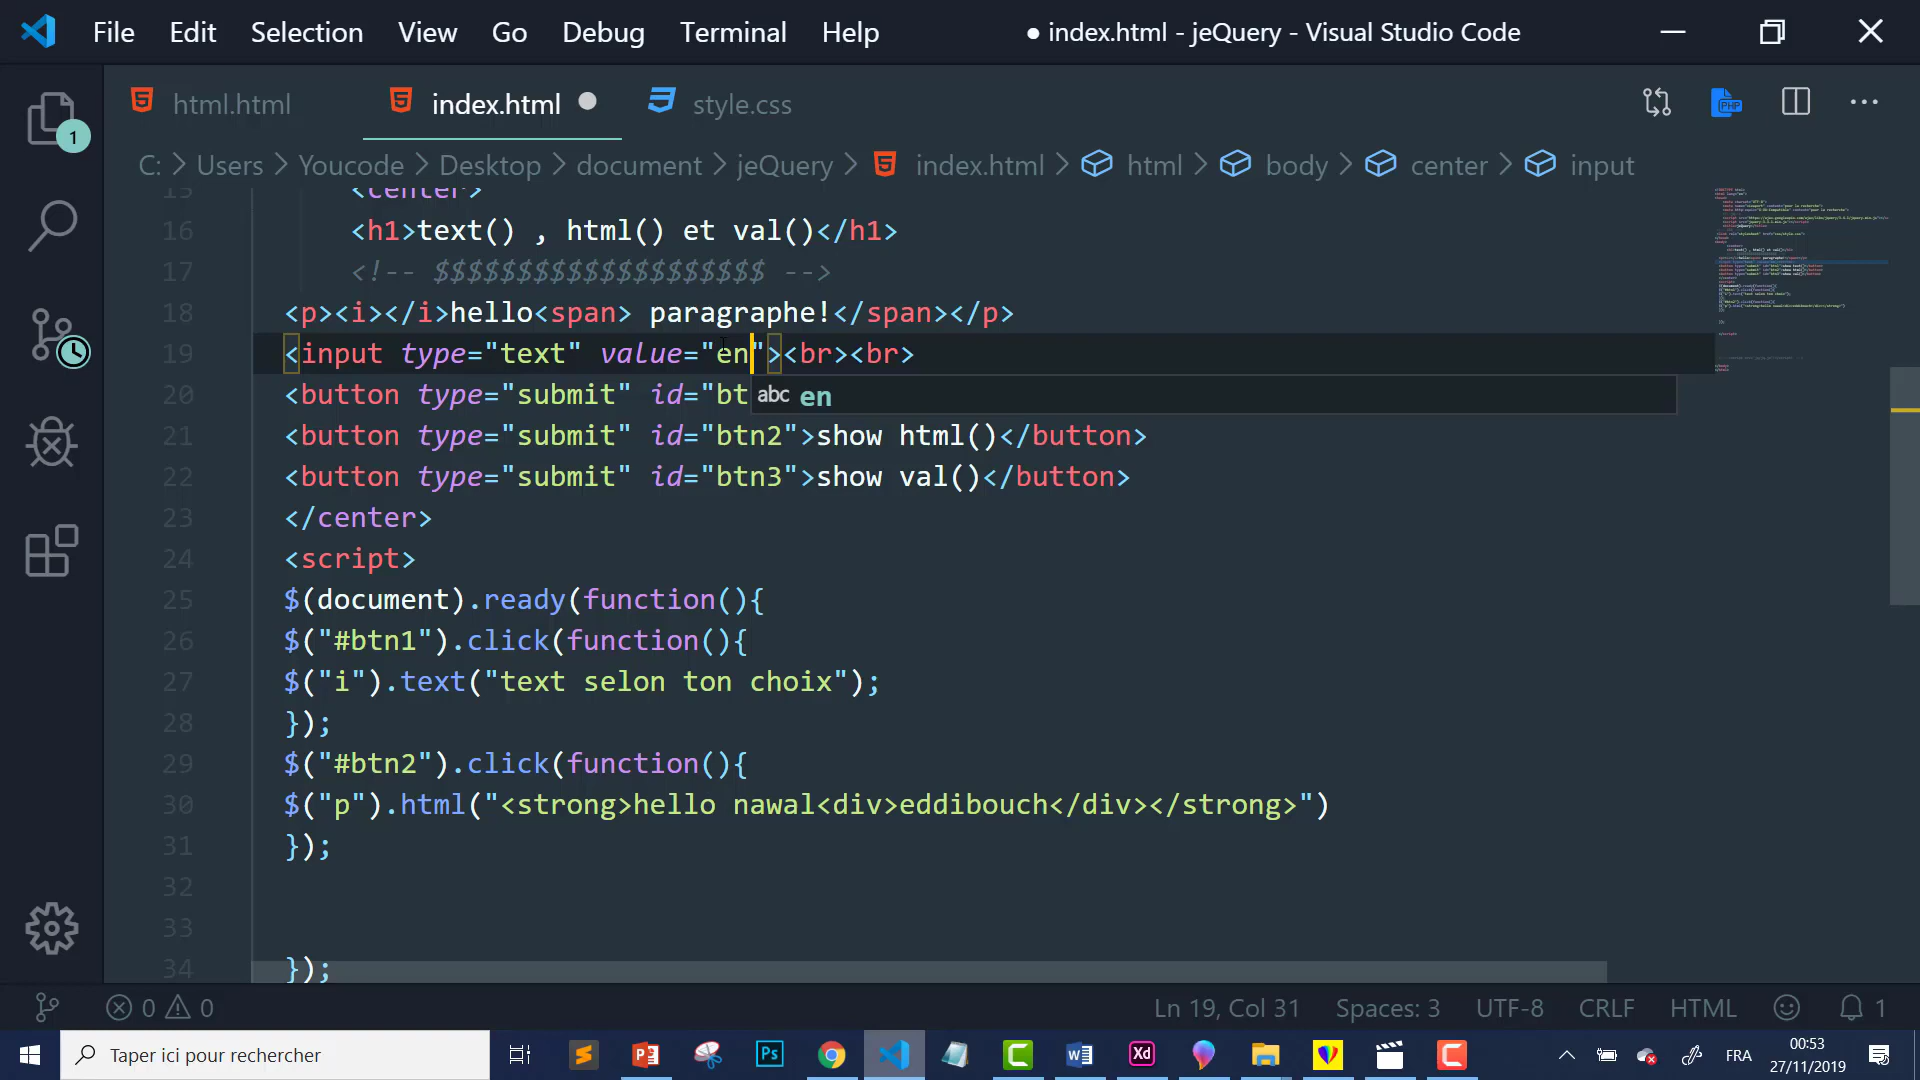 File Edit Selection View Go Debug Terminal Help ● index.html - jeQuery - Visual Studio Code
html.html index.html style.css
C: > Users > Youcode > Desktop > document > jeQuery > index.html > html > body > center > input
15 <center>
16 <h1>text() , html() et val()</h1>
17 <!-- $$$$$$$$$$$$$$$$$$$$ -->
18 <p><i></i>hello<span> paragraphe!</span></p>
19 <input type="text" value="en"><br><br>
20 <button type="submit" id="bt
abc en
21 <button type="submit" id="btn2">show html()</button>
22 <button type="submit" id="btn3">show val()</button>
23 </center>
24 <script>
25 $(document).ready(function(){
26 $("#btn1").click(function(){
27 $("i").text("text selon ton choix");
28 });
29 $("#btn2").click(function(){
30 $("p").html("<strong>hello nawal<div>eddibouch</div></strong>")
31 });
32
33
34 });
1
0 0 Ln 19, Col 31 Spaces: 3 UTF-8 CRLF HTML 1
Taper ici pour rechercher FRA 00:53
27/11/2019